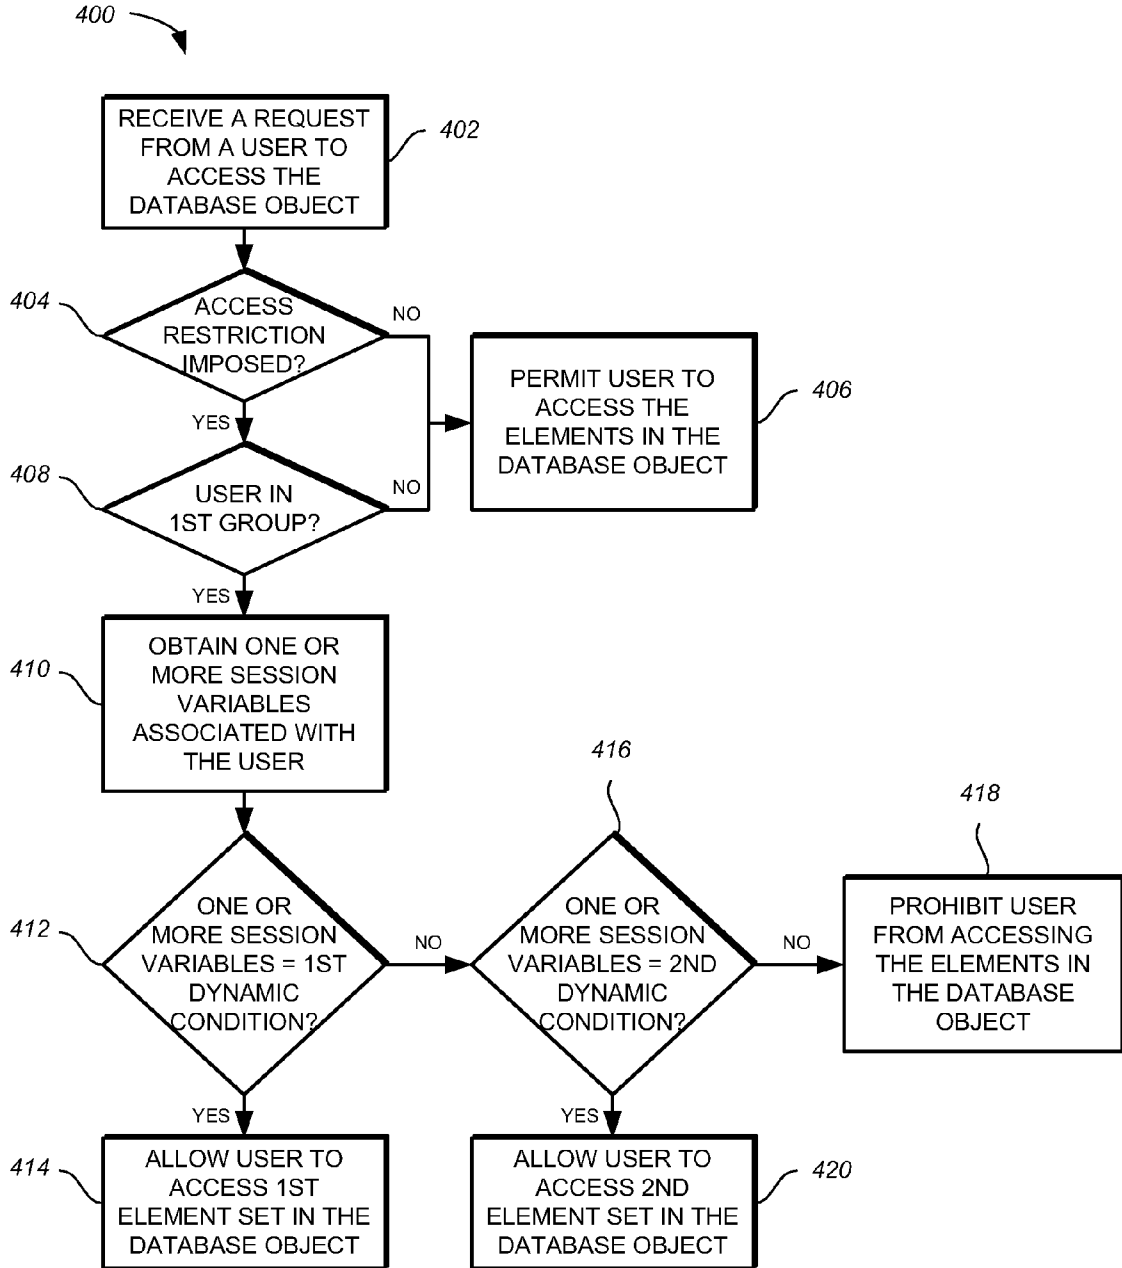 400
RECEIVE A REQUEST
FROM A USER TO
ACCESS THE
DATABASE OBJECT
402
404
ACCESS
RESTRICTION
IMPOSED?
NO
YES
PERMIT USER TO
ACCESS THE
ELEMENTS IN THE
DATABASE OBJECT
406
408
USER IN
1ST GROUP?
NO
YES
410
OBTAIN ONE OR
MORE SESSION
VARIABLES
ASSOCIATED WITH
THE USER
412
ONE OR
MORE SESSION
VARIABLES = 1ST
DYNAMIC
CONDITION?
NO
YES
416
ONE OR
MORE SESSION
VARIABLES = 2ND
DYNAMIC
CONDITION?
NO
YES
418
PROHIBIT USER
FROM ACCESSING
THE ELEMENTS IN
THE DATABASE
OBJECT
414
ALLOW USER TO
ACCESS 1ST
ELEMENT SET IN THE
DATABASE OBJECT
ALLOW USER TO
ACCESS 2ND
ELEMENT SET IN THE
DATABASE OBJECT
420